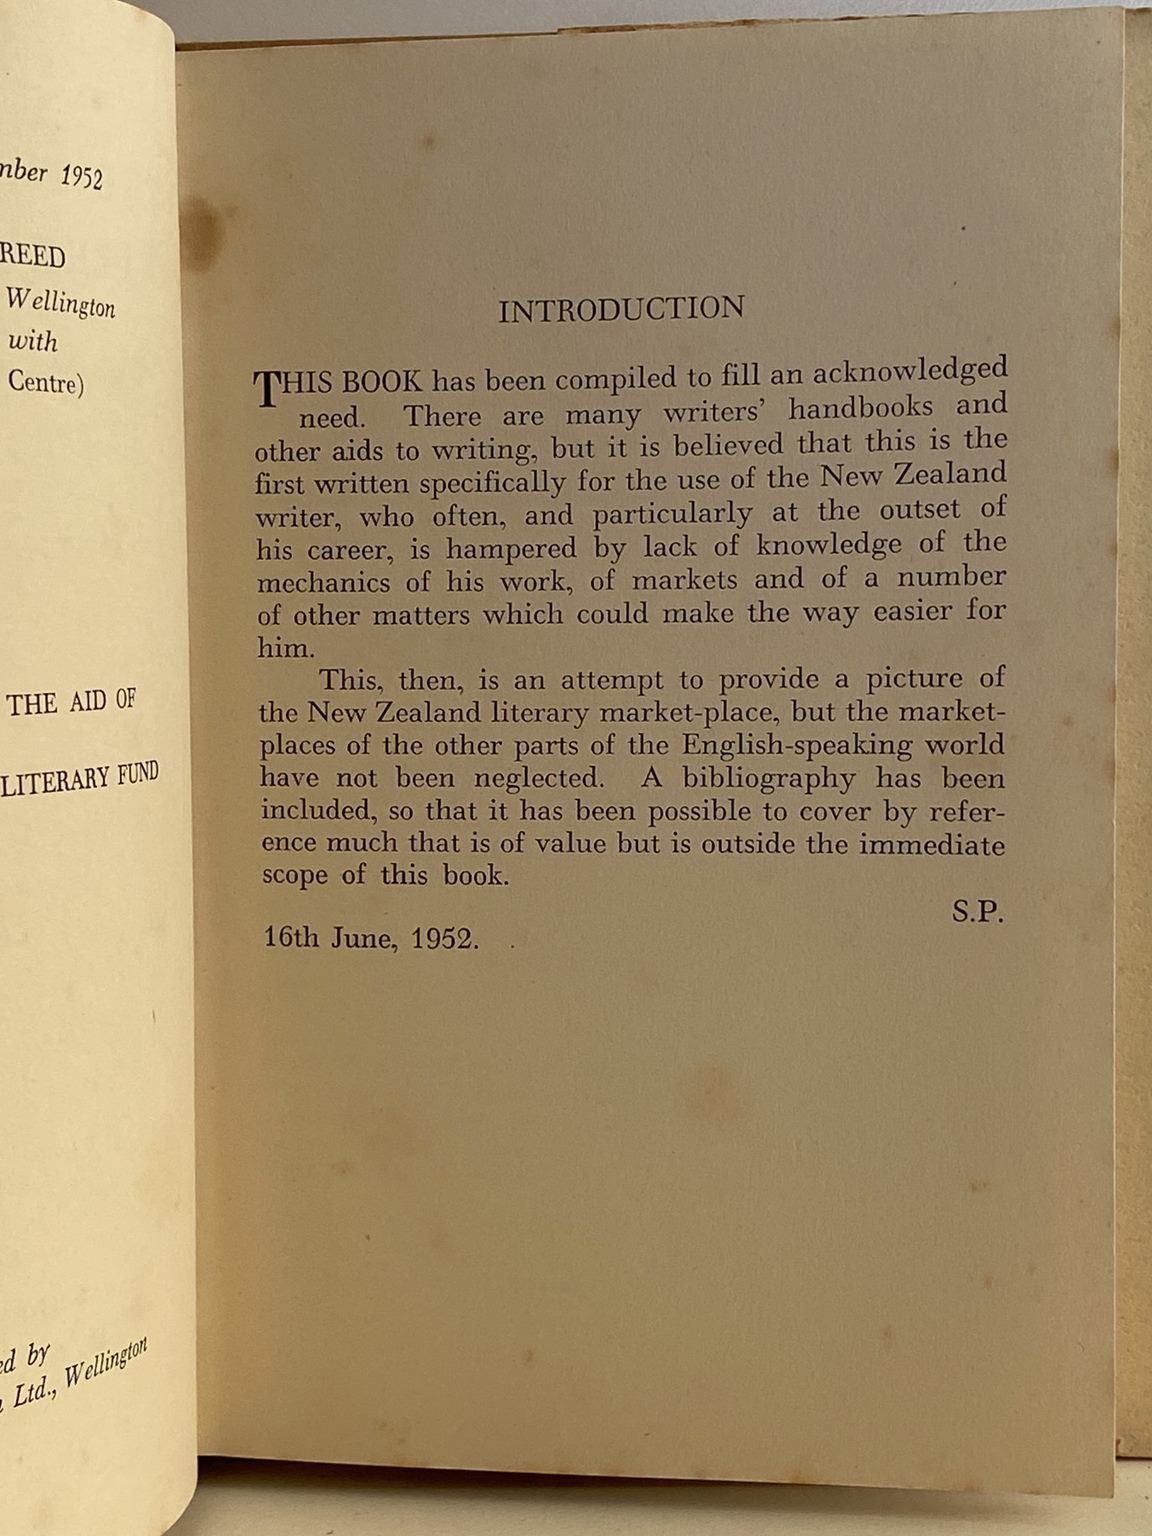 mber 1952
REED
Wellington
with
Centre)
THE AID OF
LITERARY FUND
ed by
Ltd., Wellington
INTRODUCTION
THIS BOOK has been compiled to fill an acknowledged
need. There are many writers' handbooks and
other aids to writing, but it is believed that this is the
first written specifically for the use of the New Zealand
writer, who often, and particularly at the outset of
his career, is hampered by lack of knowledge of the
mechanics of his work, of markets and of a number
of other matters which could make the way easier for
him.
This, then, is an attempt to provide a picture of
the New Zealand literary market-place, but the market-
places of the other parts of the English-speaking world
have not been neglected. A bibliography has been
included, so that it has been possible to cover by refer-
ence much that is of value but is outside the immediate
scope of this book.
S.P.
16th June, 1952.